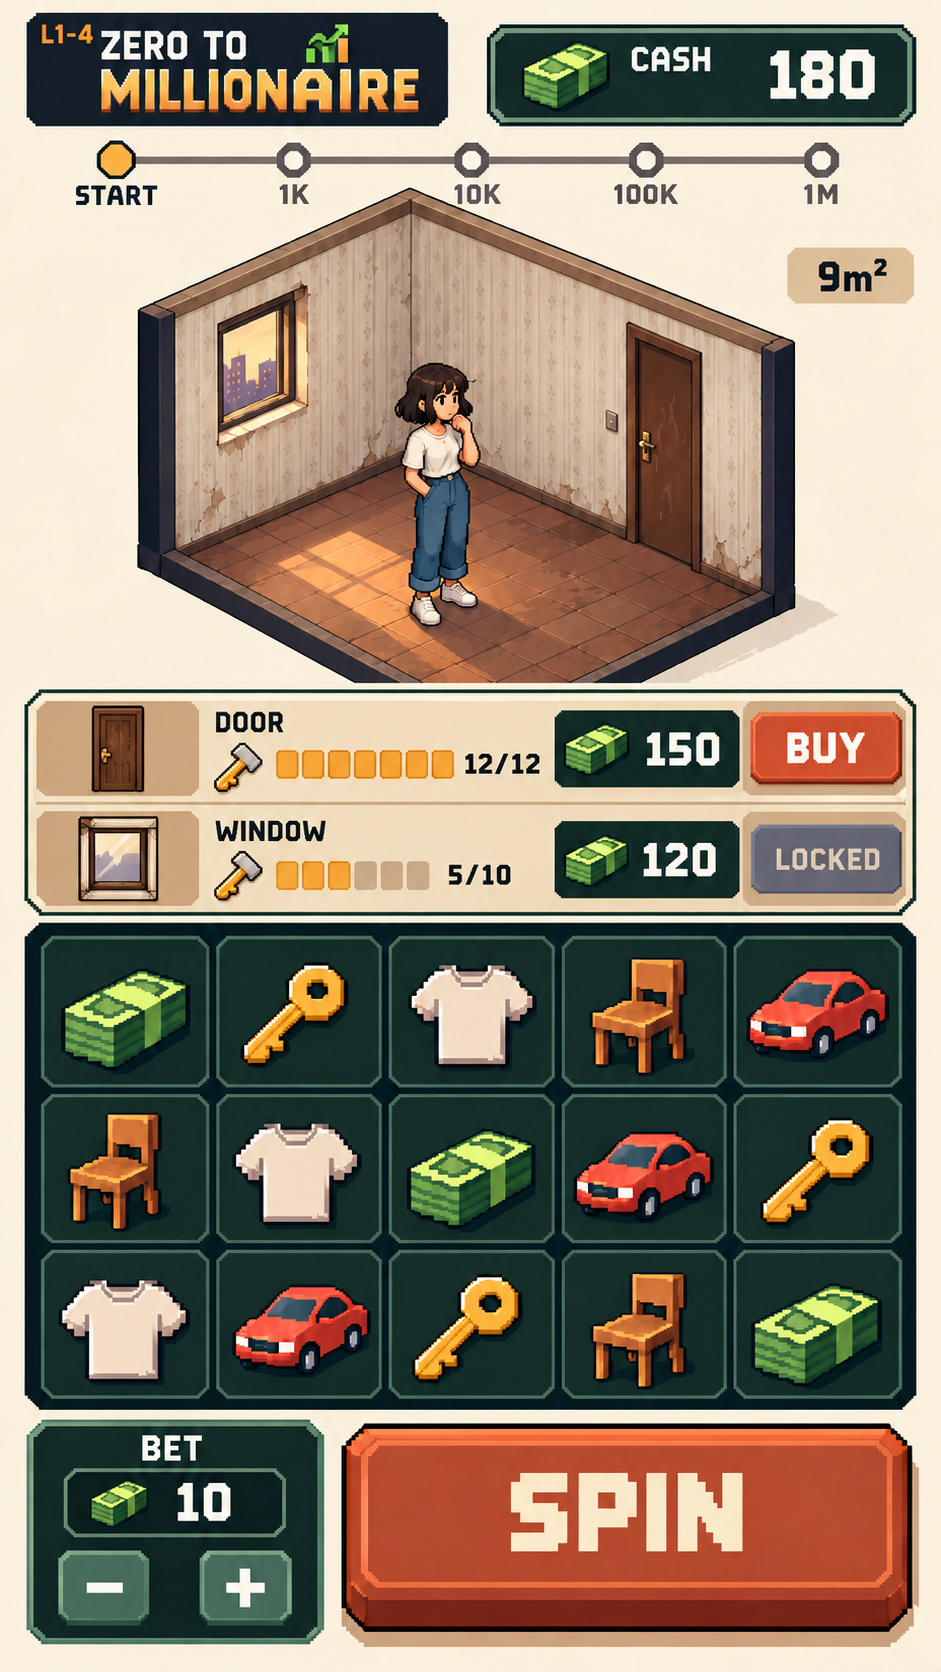 L1-4
ZERO TO
MILLIONAIRE
CASH 180
START 1K 10K 100K 1M
9m²
DOOR
12/12 150 BUY
WINDOW
5/10 120 LOCKED
BET
10
− +
SPIN